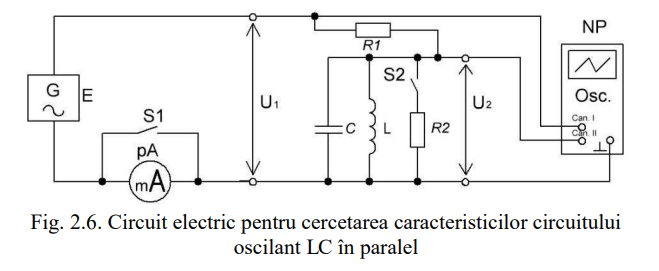 NP
R1
G
E
S2
Osc.
U1
U2
Can. I
S1
C
L
R2
Can. II
pA
mA
Fig. 2.6. Circuit electric pentru cercetarea caracteristicilor circuitului
oscilant LC în paralel